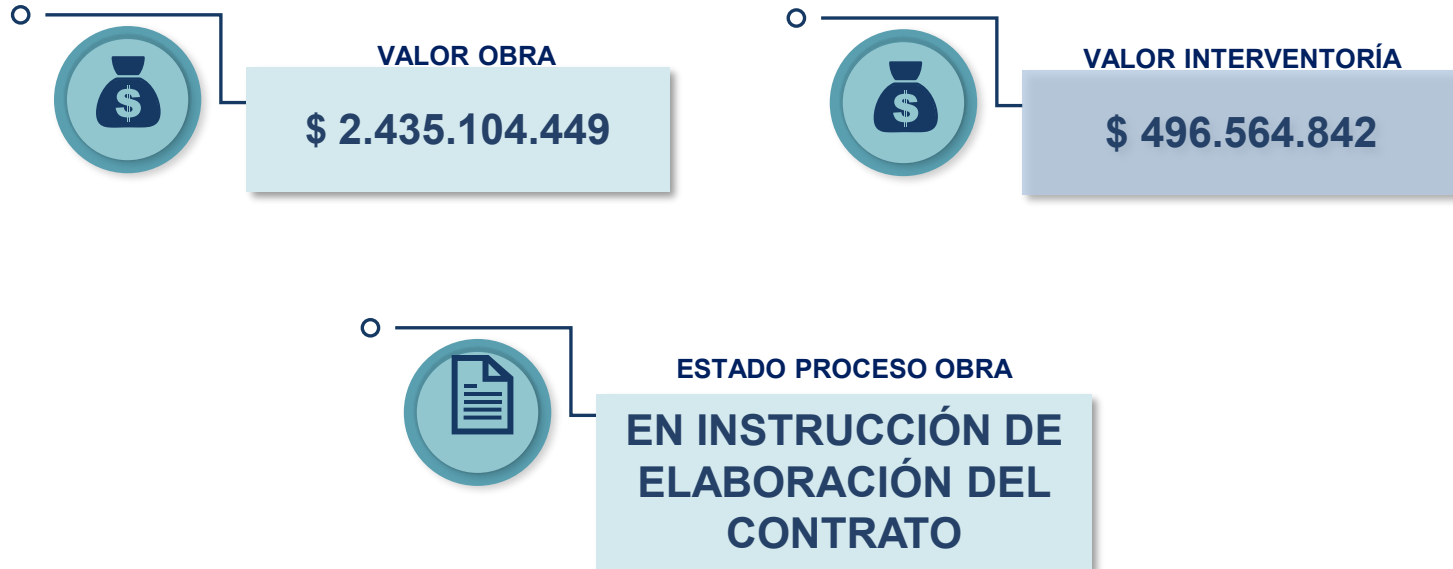 VALOR OBRA
$ 2.435.104.449
VALOR INTERVENTORÍA
$ 496.564.842
ESTADO PROCESO OBRA
EN INSTRUCCIÓN DE
ELABORACIÓN DEL
CONTRATO